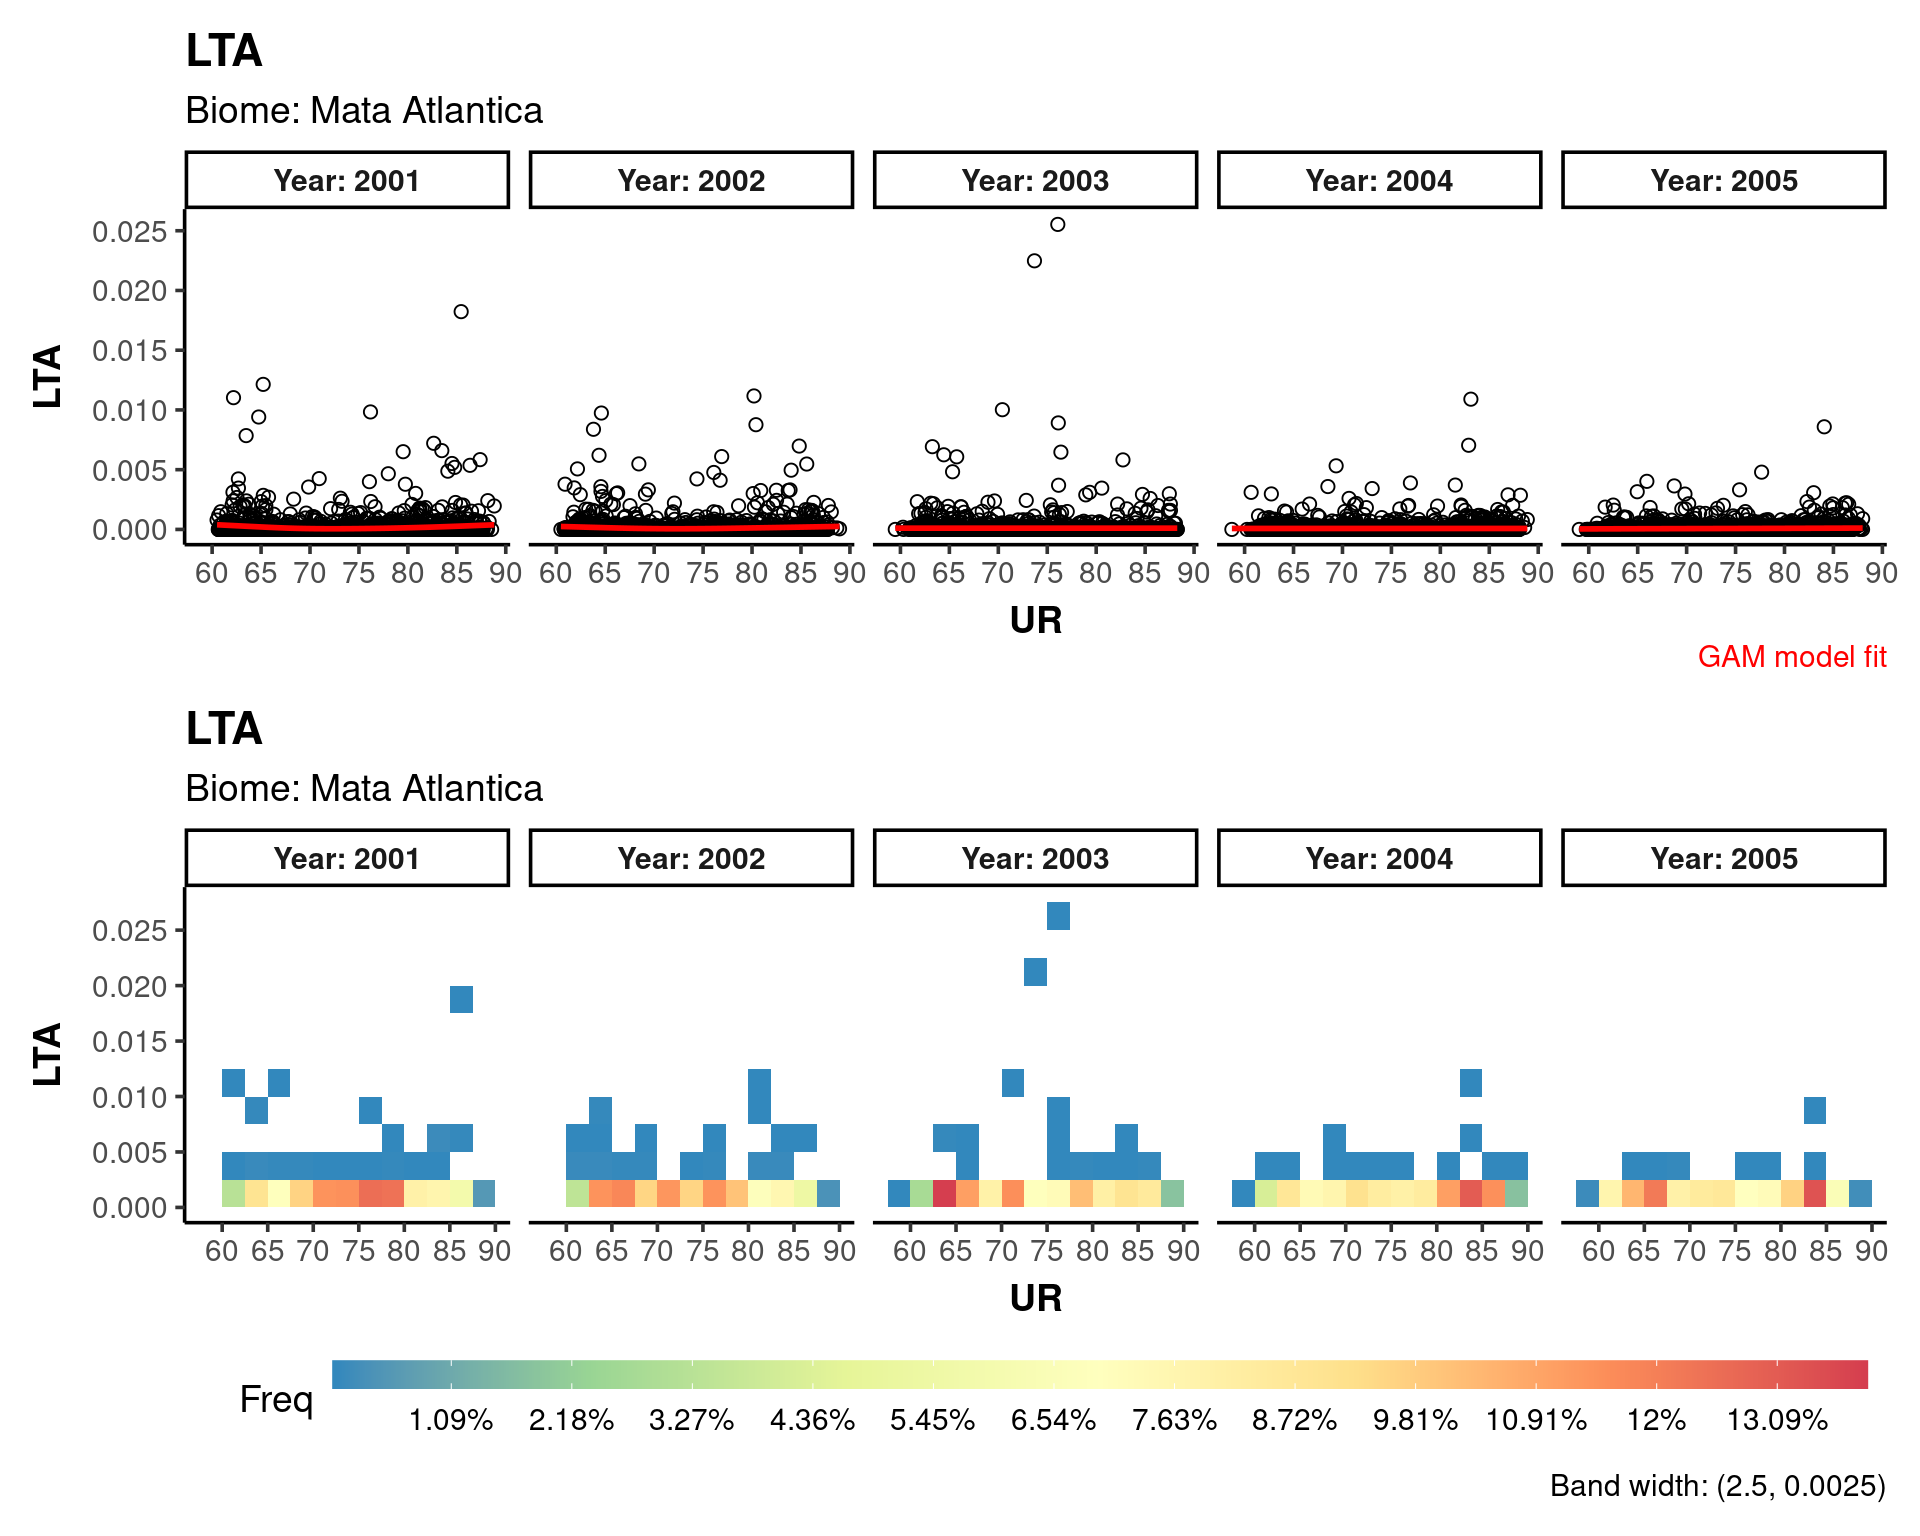 LTA
Biome: Mata Atlantica
Year: 2001 Year: 2002 Year: 2003 Year: 2004 Year: 2005
0.025
0.020
0.015
0.010
0.005
0.000
LTA
60 65 70 75 80 85 90 60 65 70 75 80 85 90 60 65 70 75 80 85 90 60 65 70 75 80 85 90 60 65 70 75 80 85 90
UR
GAM model fit
LTA
Biome: Mata Atlantica
Year: 2001 Year: 2002 Year: 2003 Year: 2004 Year: 2005
0.025
0.020
0.015
0.010
0.005
0.000
LTA
60 65 70 75 80 85 90 60 65 70 75 80 85 90 60 65 70 75 80 85 90 60 65 70 75 80 85 90 60 65 70 75 80 85 90
UR
Freq
1.09% 2.18% 3.27% 4.36% 5.45% 6.54% 7.63% 8.72% 9.81% 10.91% 12% 13.09%
Band width: (2.5, 0.0025)